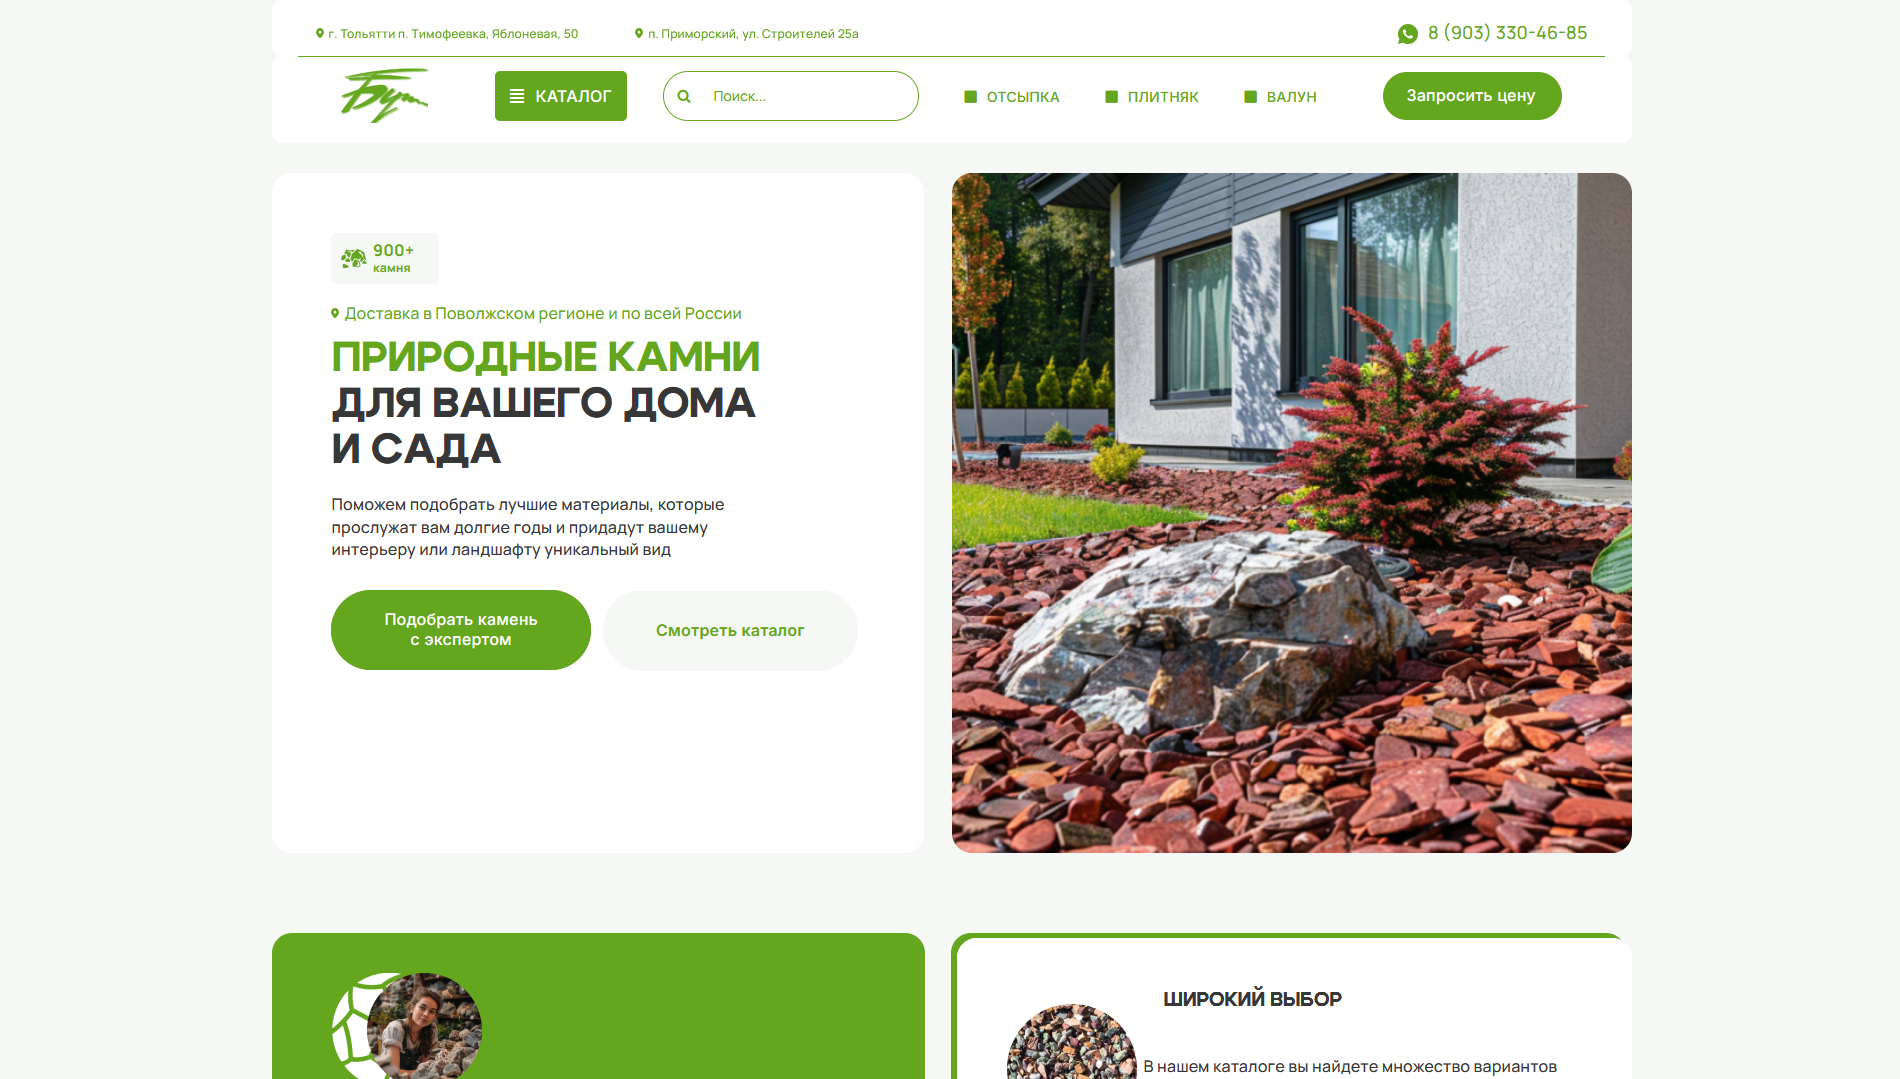 г. Тольятти п. Тимофеевка, Яблоневая, 50
п. Приморский, ул. Строителей 25а
8 (903) 330-46-85
Бут
КАТАЛОГ
Поиск...
ОТСЫПКА
ПЛИТНЯК
ВАЛУН
Запросить цену
900+
камня
Доставка в Поволжском регионе и по всей России
ПРИРОДНЫЕ КАМНИ
ДЛЯ ВАШЕГО ДОМА
И САДА
Поможем подобрать лучшие материалы, которые
прослужат вам долгие годы и придадут вашему
интерьеру или ландшафту уникальный вид
Подобрать камень
с экспертом
Смотреть каталог
ШИРОКИЙ ВЫБОР
В нашем каталоге вы найдете множество вариантов